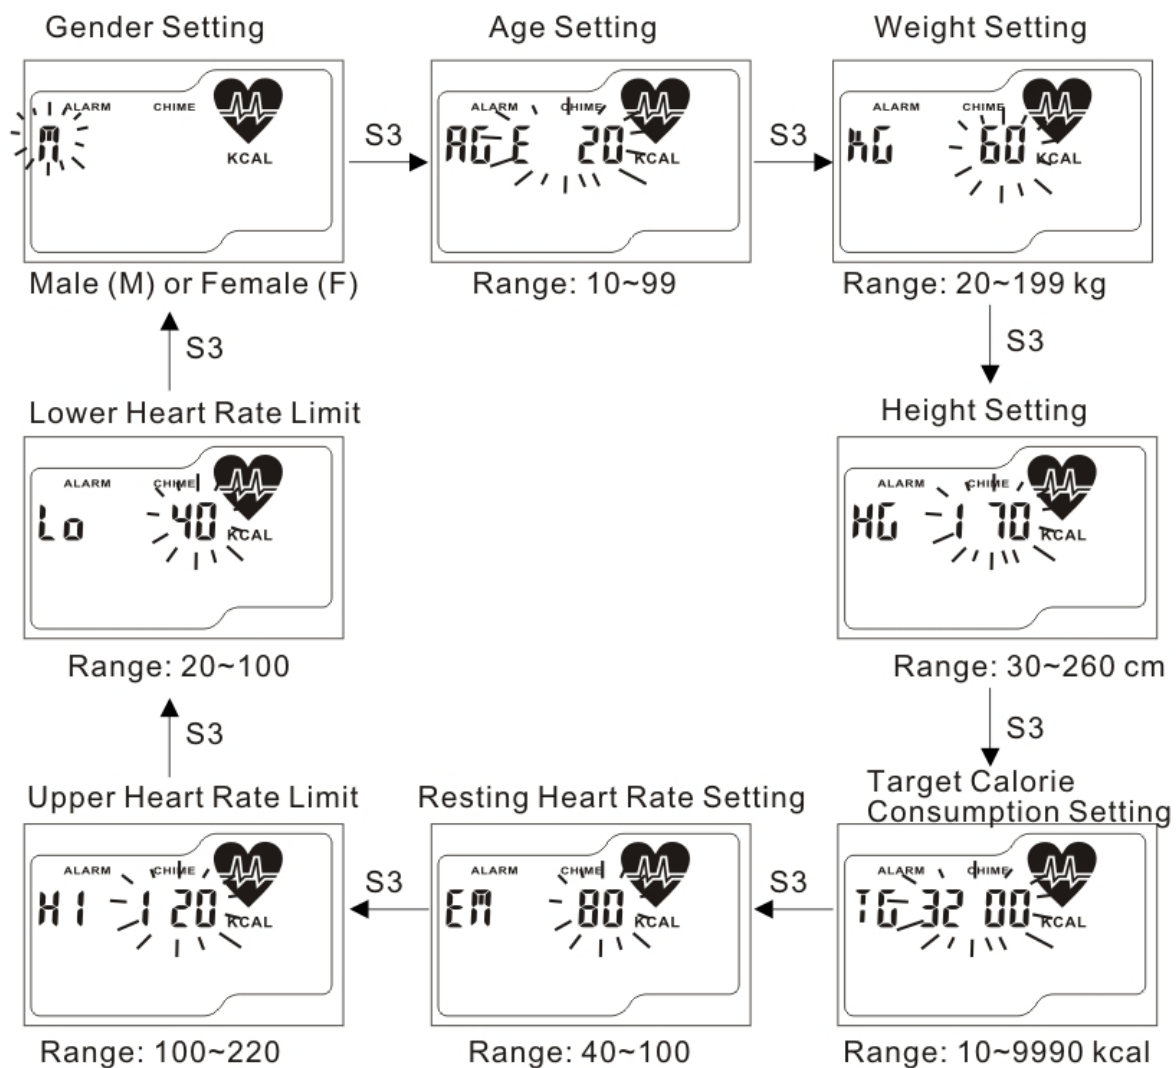 Gender Setting
Age Setting
Weight Setting
ALARM CHIME
M
KCAL
S3
ALARM CHIME
AGE 20
KCAL
S3
ALARM CHIME
KG 60
KCAL
Male (M) or Female (F)
Range: 10~99
Range: 20~199 kg
S3
S3
Lower Heart Rate Limit
Height Setting
ALARM CHIME
Lo 40
KCAL
ALARM CHIME
HG 170
KCAL
Range: 20~100
Range: 30~260 cm
S3
S3
Upper Heart Rate Limit
Resting Heart Rate Setting
Target Calorie
Consumption Setting
ALARM CHIME
HI 120
KCAL
S3
ALARM CHIME
EM 80
KCAL
S3
ALARM CHIME
TG 3200
KCAL
Range: 100~220
Range: 40~100
Range: 10~9990 kcal